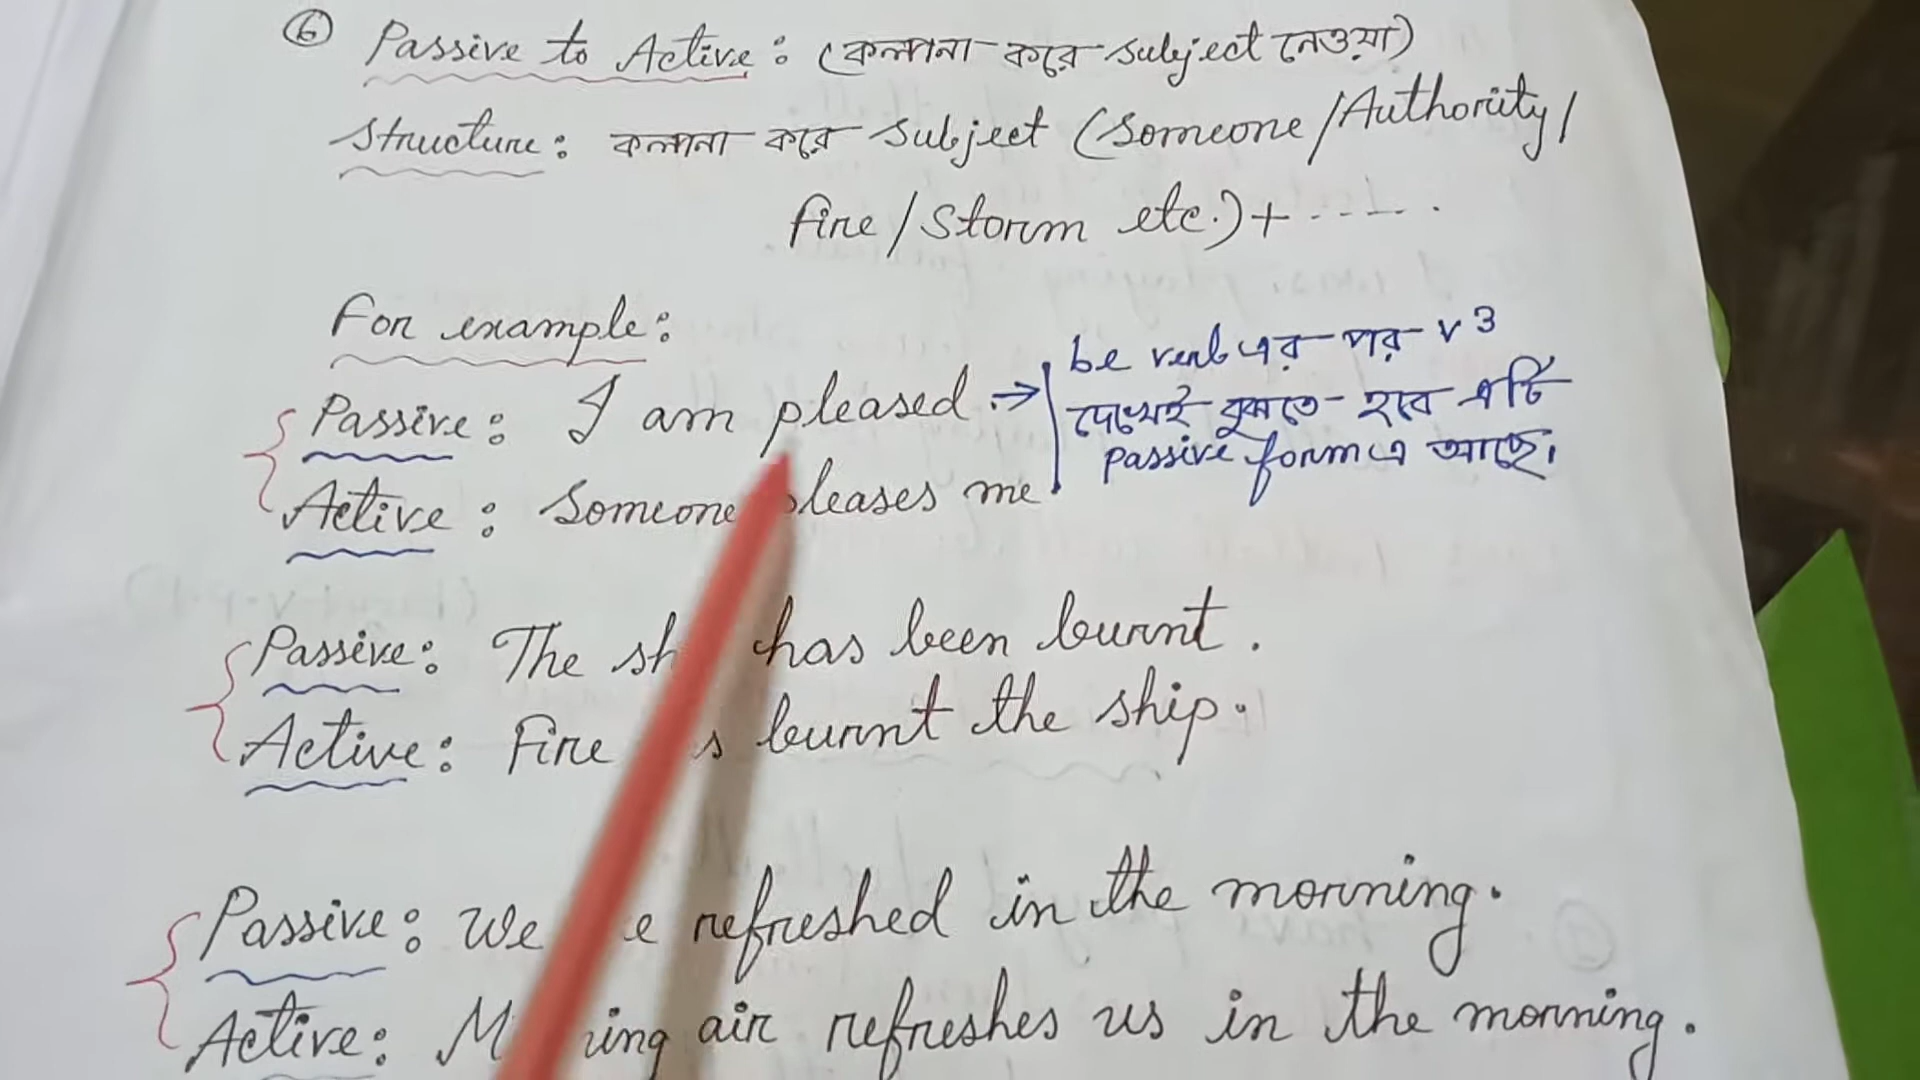 ⑥ Passive to Active: (কল্পনা করে subject নেওয়া)
Structure: কল্পনা করে subject (Someone/Authority/
fire/Storm etc.)+ ------.
For example:
be verb এর পর v3
Passive: I am pleased.→
দেখেই বুঝতে হবে এটি
passive form এ আছে।
Active: Someone pleases me.
Passive: The sh has been burnt.
Active: Fire s burnt the ship.
Passive: We e refreshed in the morning.
Active: M ing air refreshes us in the morning.